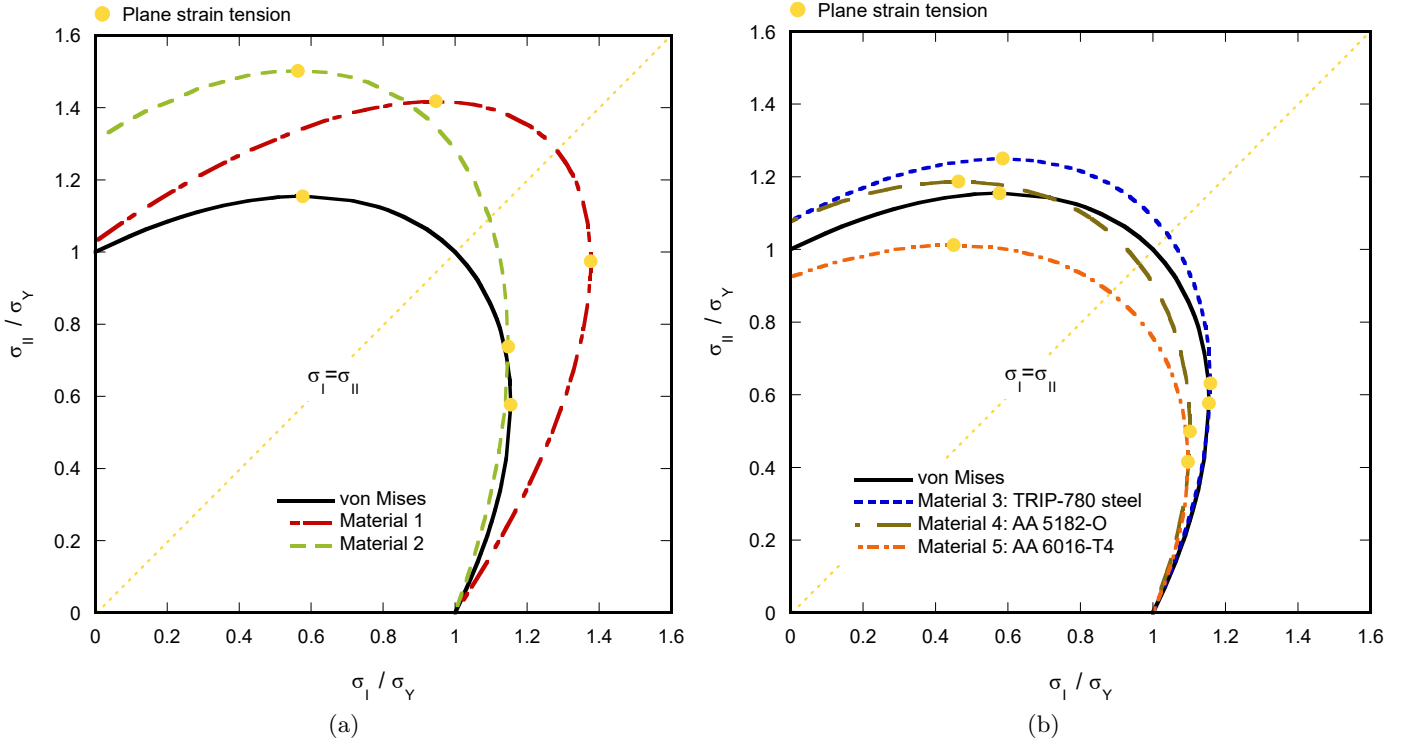 Plane strain tension
1.6
1.4
1.2
1
0.8
0.6
0.4
0.2
0
0 0.2 0.4 0.6 0.8 1 1.2 1.4 1.6
σII / σY
σI=σII
von Mises
Material 1
Material 2
σI / σY
(a)
Plane strain tension
1.6
1.4
1.2
1
0.8
0.6
0.4
0.2
0
0 0.2 0.4 0.6 0.8 1 1.2 1.4 1.6
σII / σY
σI=σII
von Mises
Material 3: TRIP-780 steel
Material 4: AA 5182-O
Material 5: AA 6016-T4
σI / σY
(b)